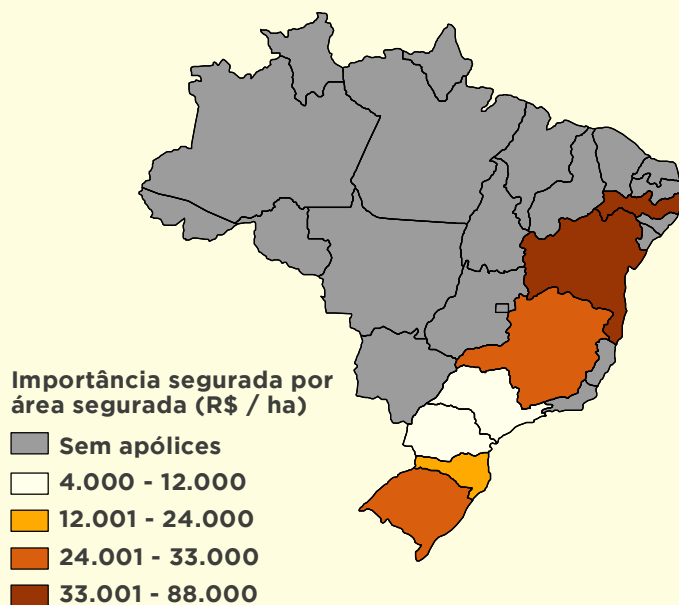 Importância segurada por
área segurada (R$ / ha)
Sem apólices
4.000 - 12.000
12.001 - 24.000
24.001 - 33.000
33.001 - 88.000